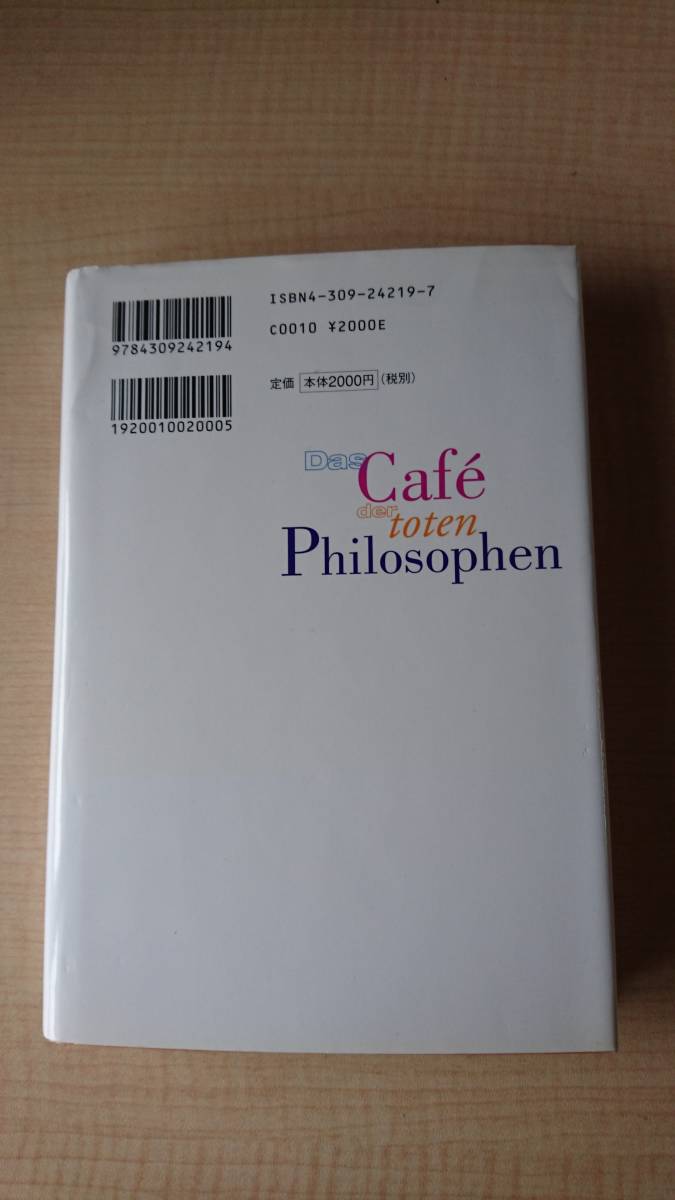 ISBN4-309-24219-7
C0010 ¥2000E
9784309242194
定価 本体2000円(税別)
1920010020005
Das Café
der toten
Philosophen